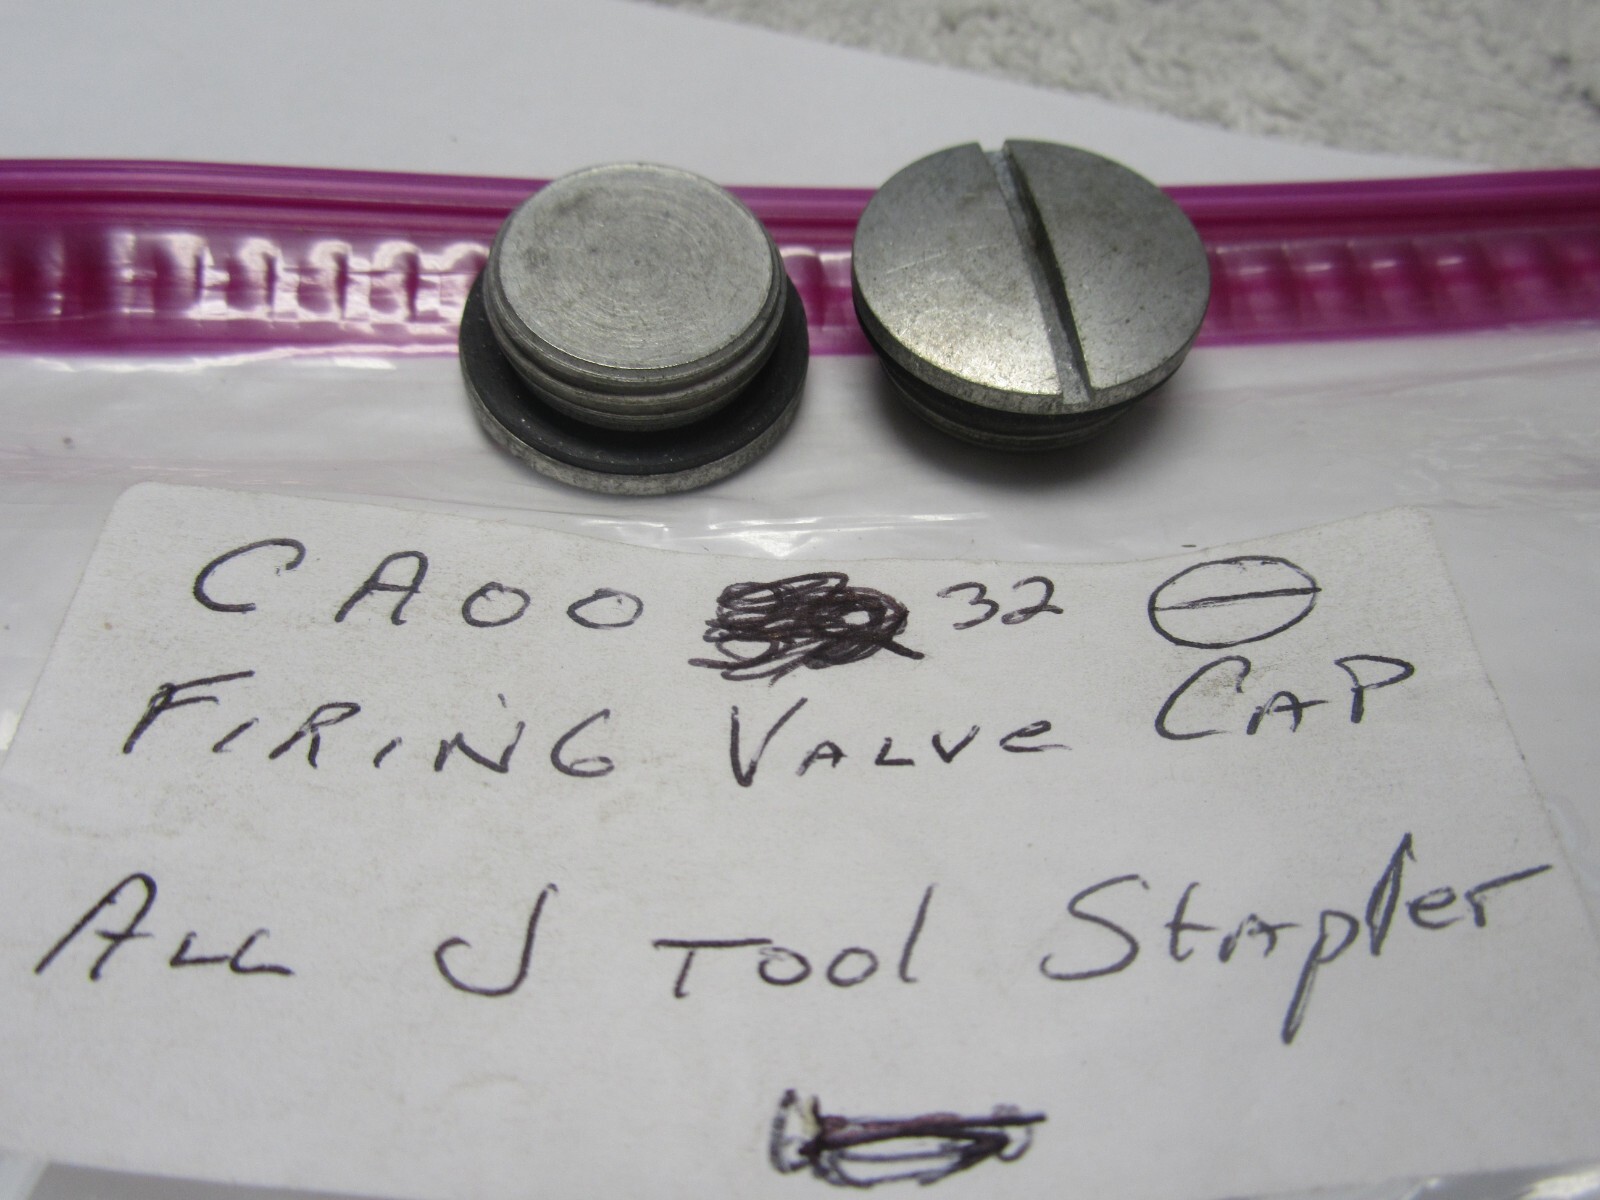 CA00 32
FIRING VALVe CAP
ALL J Tool StAPler